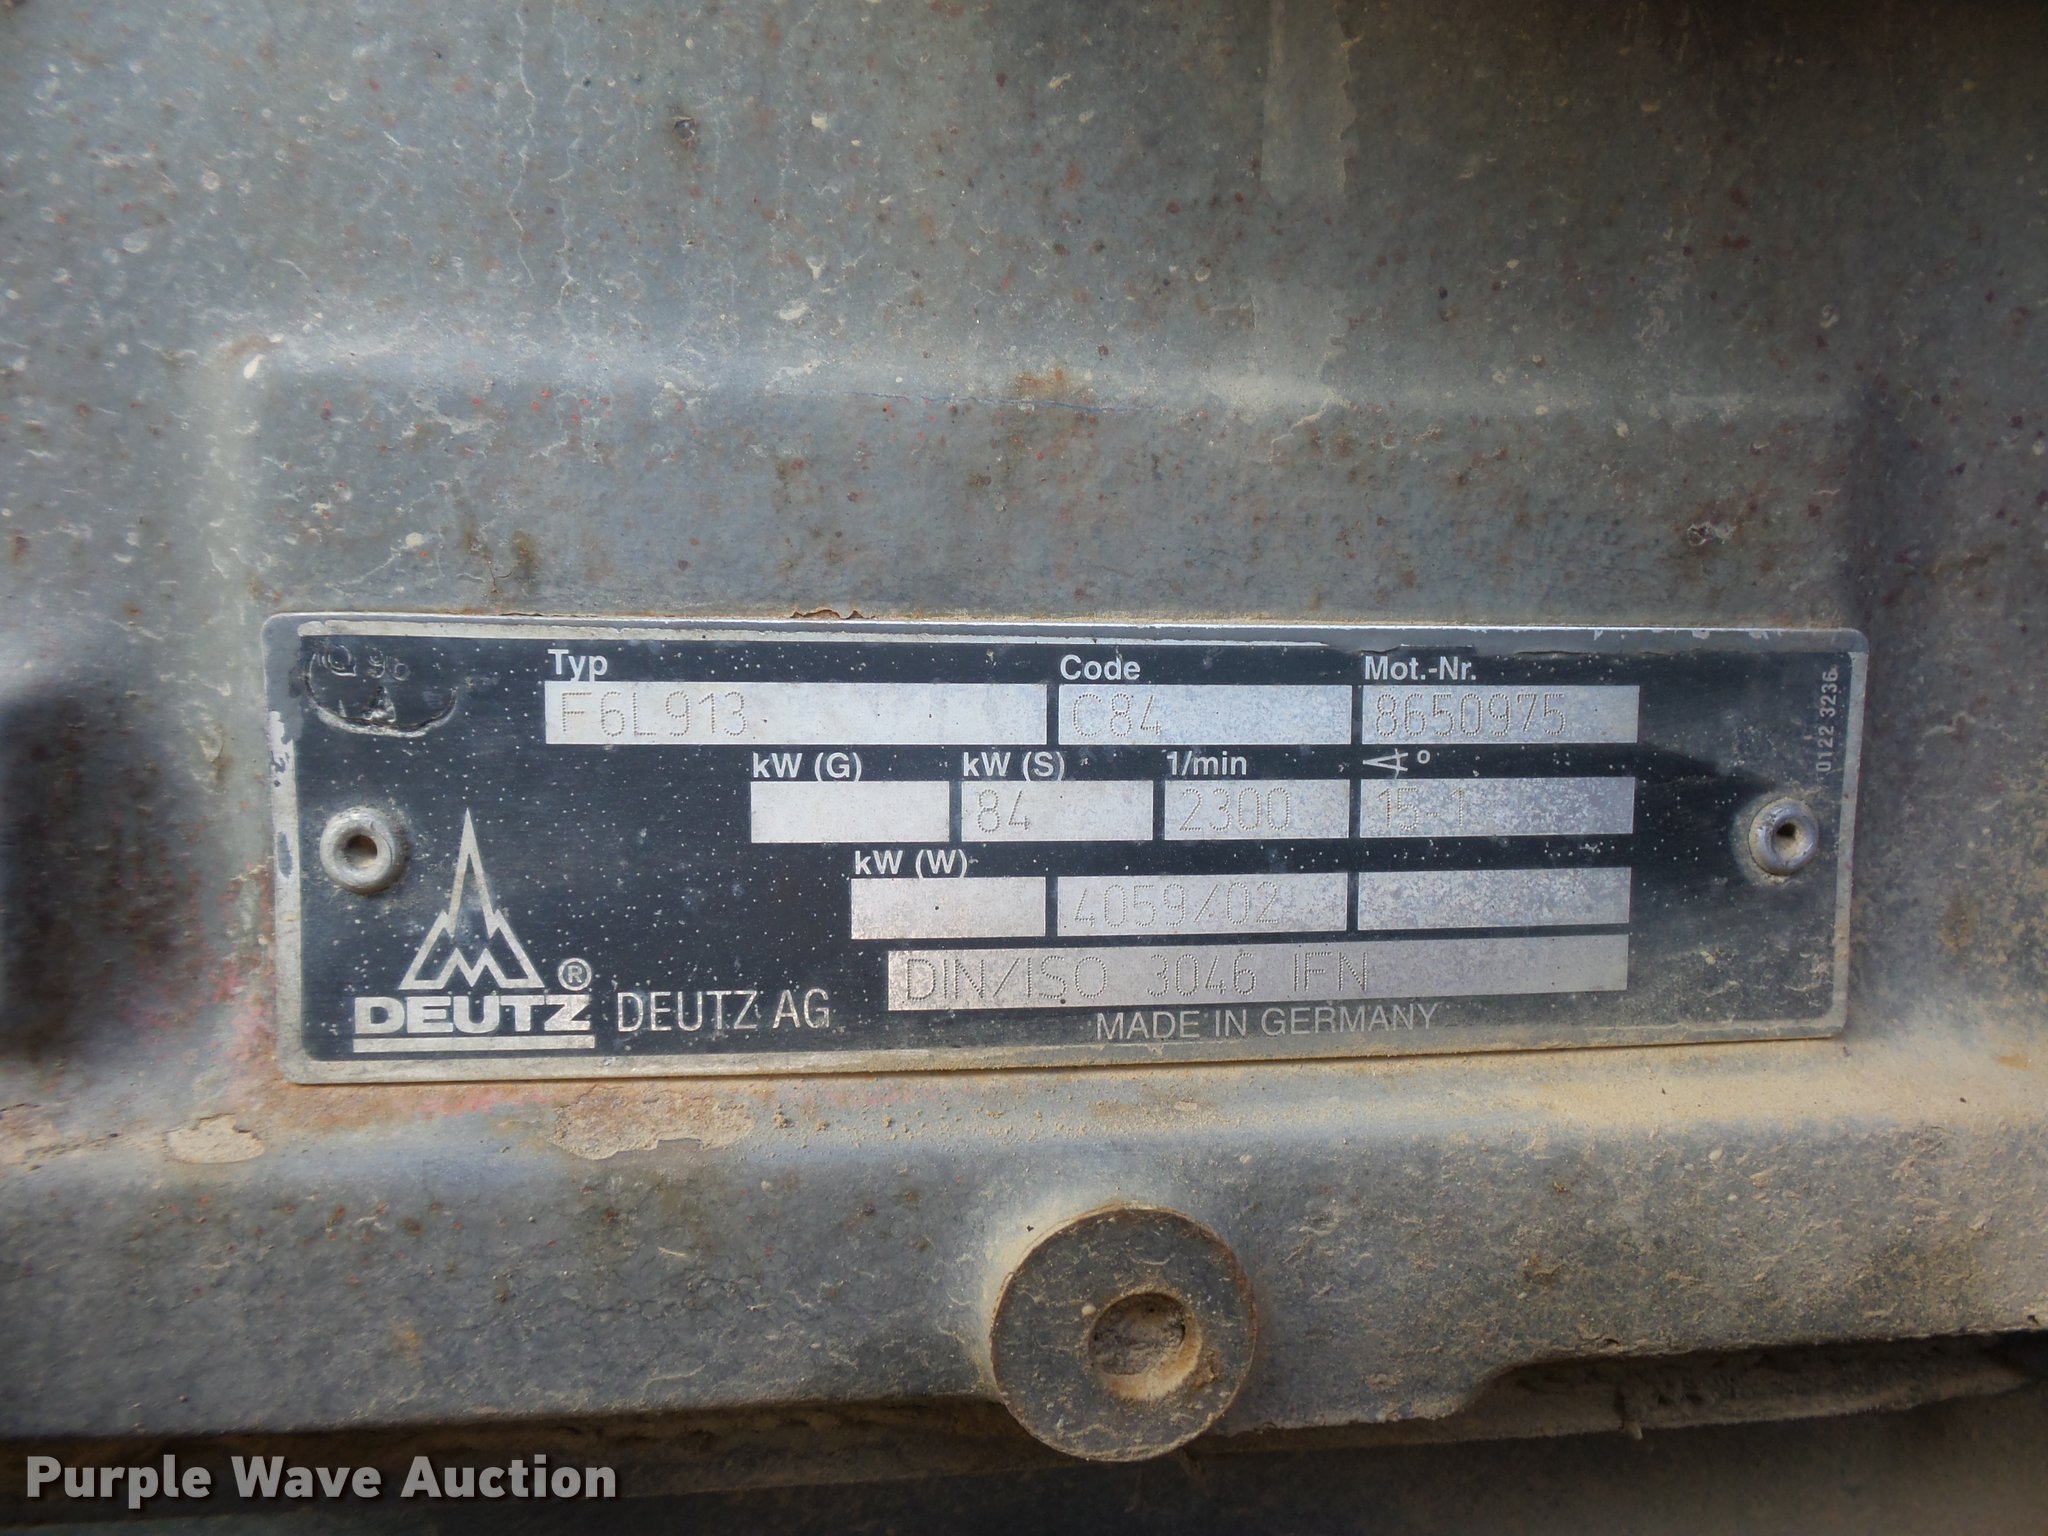 Q 96
Typ Code Mot.-Nr.
F6L913 C84 8650975
kW (G) kW (S) 1/min °
84 2300 15-1
kW (W)
4059/02
DIN/ISO 3046 IFN
DEUTZ ® DEUTZ AG
MADE IN GERMANY
0122 3236
Purple Wave Auction